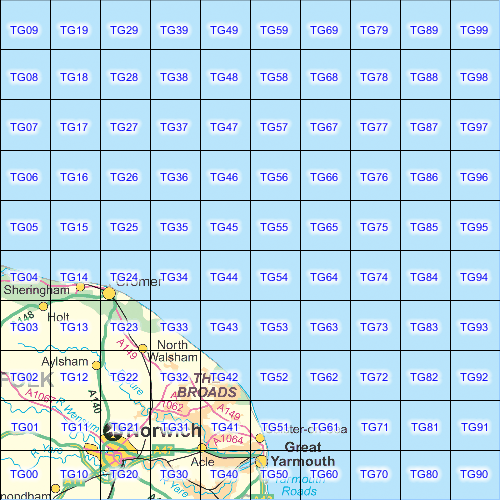 TG09 TG19 TG29 TG39 TG49 TG59 TG69 TG79 TG89 TG99
TG08 TG18 TG28 TG38 TG48 TG58 TG68 TG78 TG88 TG98
TG07 TG17 TG27 TG37 TG47 TG57 TG67 TG77 TG87 TG97
TG06 TG16 TG26 TG36 TG46 TG56 TG66 TG76 TG86 TG96
TG05 TG15 TG25 TG35 TG45 TG55 TG65 TG75 TG85 TG95
TG04 TG14 TG24 TG34 TG44 TG54 TG64 TG74 TG84 TG94
Cromer
Sheringham
Holt
TG03 TG13 TG23 TG33 TG43 TG53 TG63 TG73 TG83 TG93
A149
North
Walsham
Aylsham
TG02 TG12 TG22 TG32 TG42 TG52 TG62 TG72 TG82 TG92
THE
BROADS
A140
A149
TG01 TG11 TG21 TG31 TG41 TG51 TG61 TG71 TG81 TG91
Norwich
A1064
Great
Yarmouth
Acle
TG00 TG10 TG20 TG30 TG40 TG50 TG60 TG70 TG80 TG90
Yarmouth
Roads